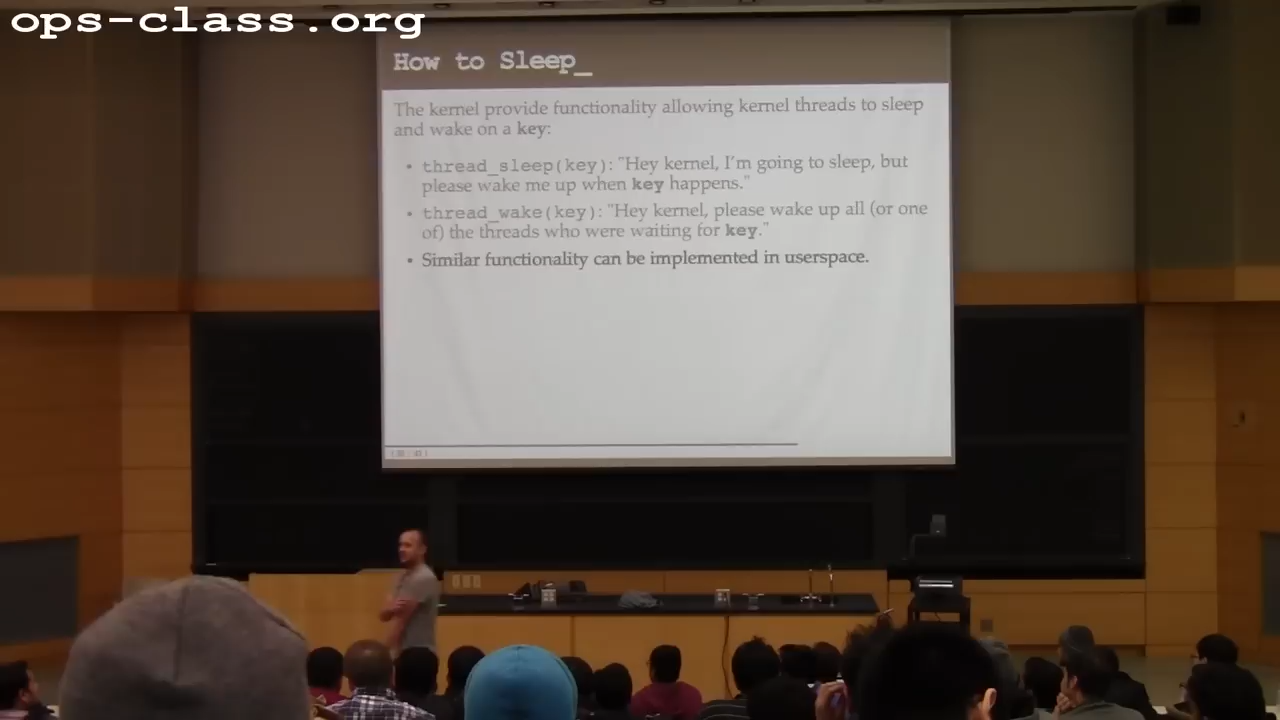 ops-class.org
How to Sleep_
The kernel provide functionality allowing kernel threads to sleep
and wake on a key:
• thread_sleep(key): "Hey kernel, I'm going to sleep, but
please wake me up when key happens."
• thread_wake(key): "Hey kernel, please wake up all (or one
of) the threads who were waiting for key."
• Similar functionality can be implemented in userspace.